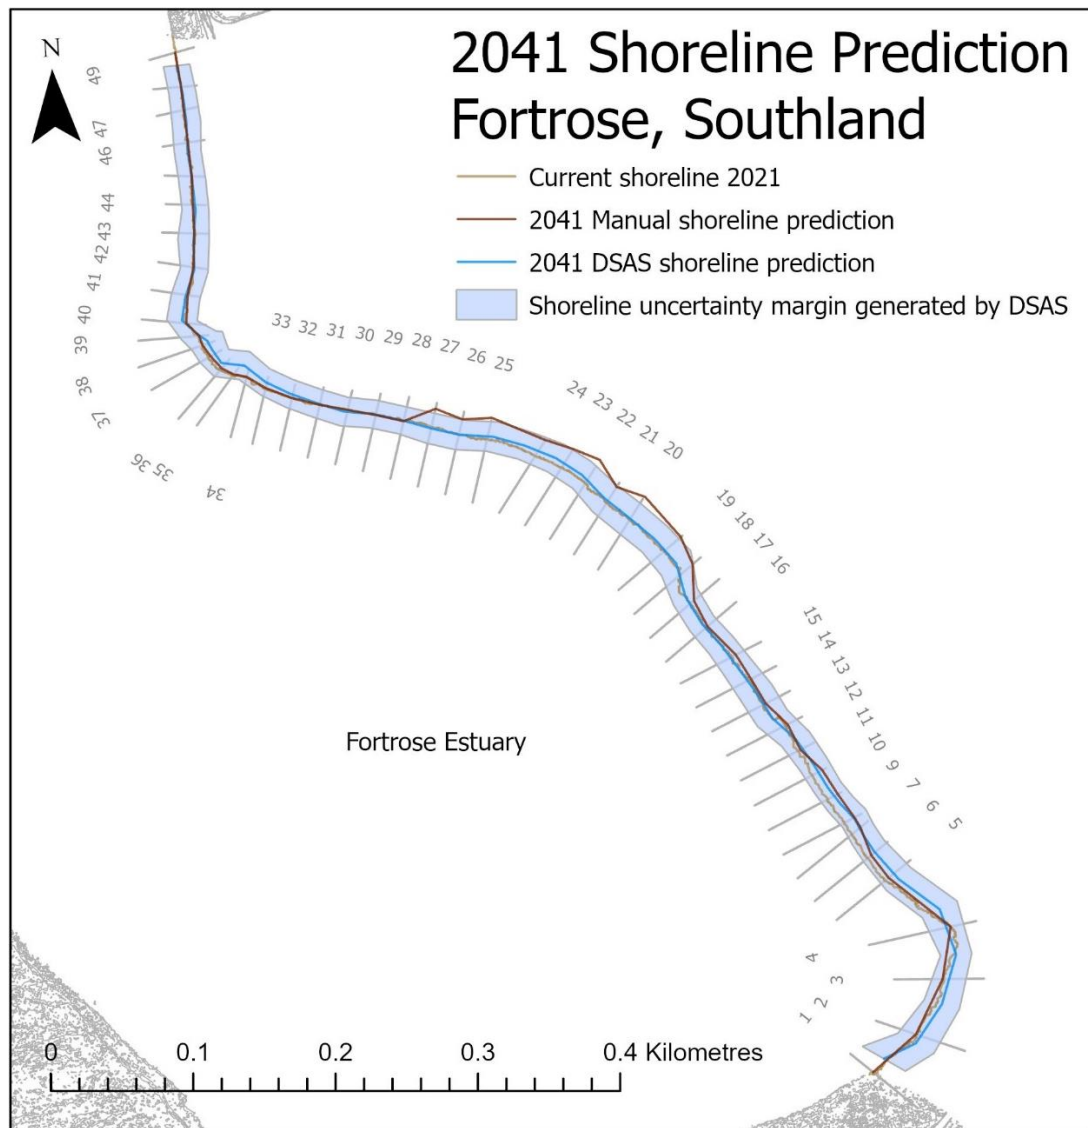 N
2041 Shoreline Prediction
Fortrose, Southland
Current shoreline 2021
2041 Manual shoreline prediction
2041 DSAS shoreline prediction
Shoreline uncertainty margin generated by DSAS
49
47
46
44
43
42
41
40
39
38
37
36
35
34
33 32 31 30 29 28 27 26 25
24 23 22 21 20
19 18 17 16
15
14
13
12
11
10
9
7
6
5
4
3
2
1
Fortrose Estuary
0 0.1 0.2 0.3 0.4 Kilometres